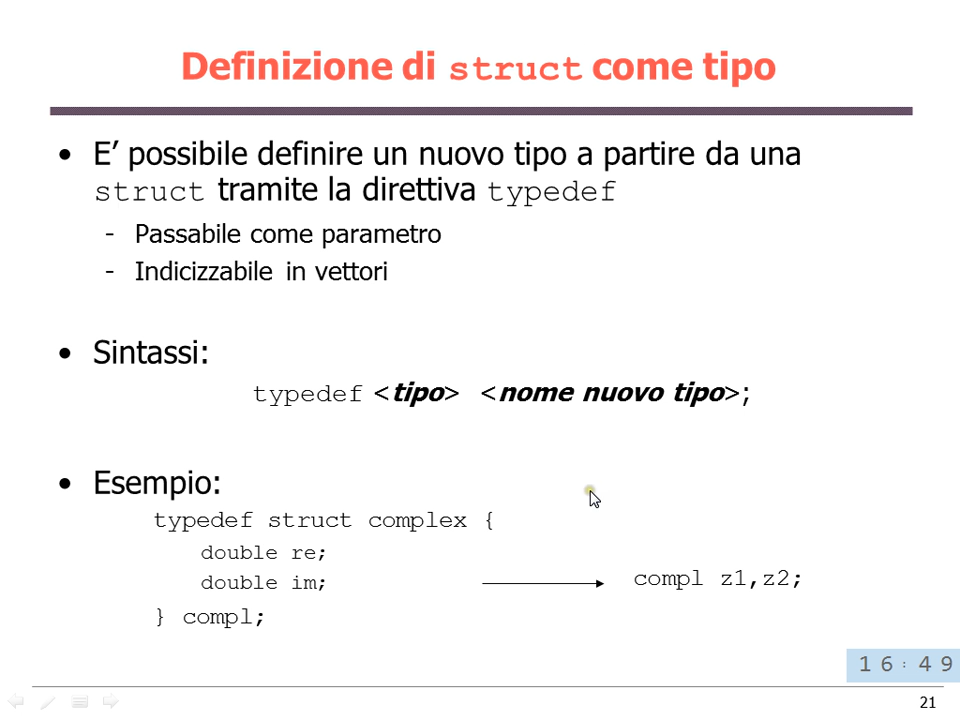 Definizione di struct come tipo
• E’ possibile definire un nuovo tipo a partire da una
struct tramite la direttiva typedef
- Passabile come parametro
- Indicizzabile in vettori
• Sintassi:
typedef <tipo> <nome nuovo tipo>;
• Esempio:
typedef struct complex {
double re;
double im;
} compl;
compl z1,z2;
16:49
21